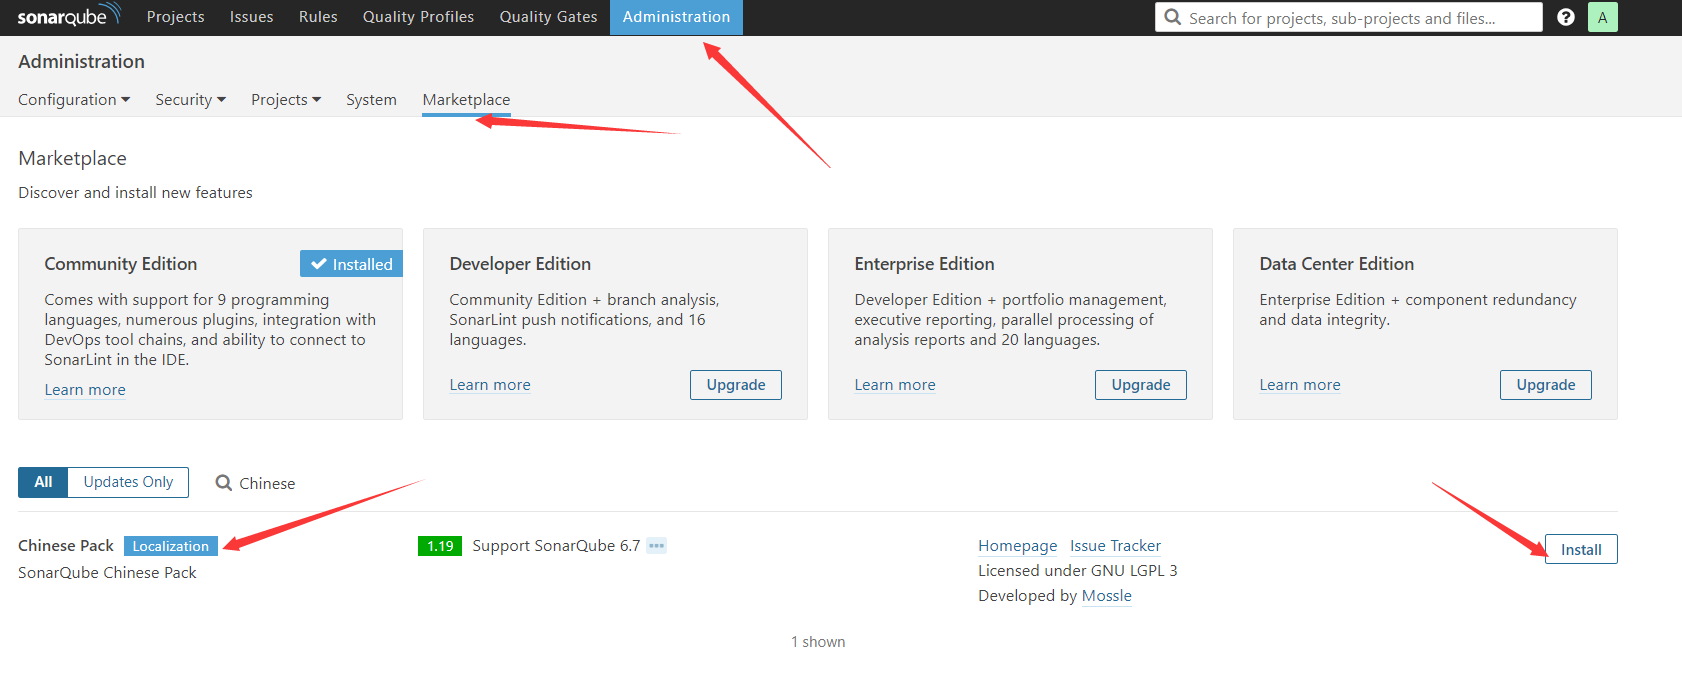 sonarqube Projects Issues Rules Quality Profiles Quality Gates Administration Search for projects, sub-projects and files... ? A
Administration
Configuration Security Projects System Marketplace
Marketplace
Discover and install new features
Community Edition Installed
Comes with support for 9 programming
languages, numerous plugins, integration with
DevOps tool chains, and ability to connect to
SonarLint in the IDE.
Learn more
Developer Edition
Community Edition + branch analysis,
SonarLint push notifications, and 16
languages.
Learn more Upgrade
Enterprise Edition
Developer Edition + portfolio management,
executive reporting, parallel processing of
analysis reports and 20 languages.
Learn more Upgrade
Data Center Edition
Enterprise Edition + component redundancy
and data integrity.
Learn more Upgrade
All Updates Only Chinese
Chinese Pack Localization
SonarQube Chinese Pack
1.19 Support SonarQube 6.7
Homepage Issue Tracker
Licensed under GNU LGPL 3
Developed by Mossle
Install
1 shown